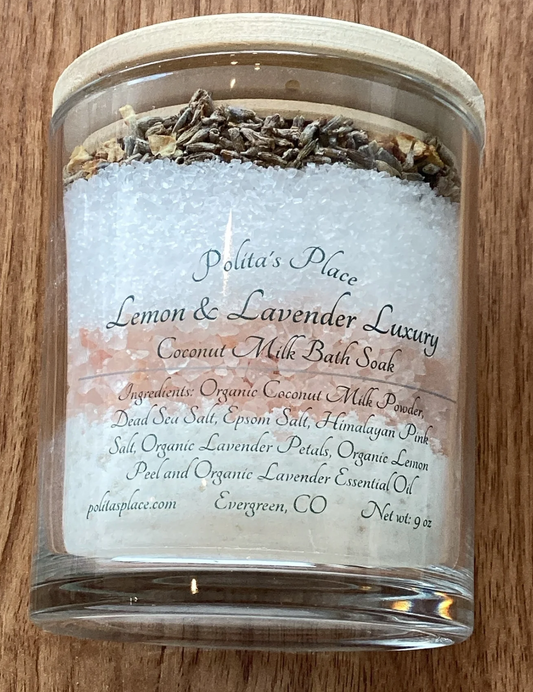 Polita's Place
Lemon & Lavender Luxury
Coconut Milk Bath Soak
Ingredients: Organic Coconut Milk Powder,
Dead Sea Salt, Epsom Salt, Himalayan Pink
Salt, Organic Lavender Petals, Organic Lemon
Peel and Organic Lavender Essential Oil
politasplace.com Evergreen, CO Net wt: 9 oz